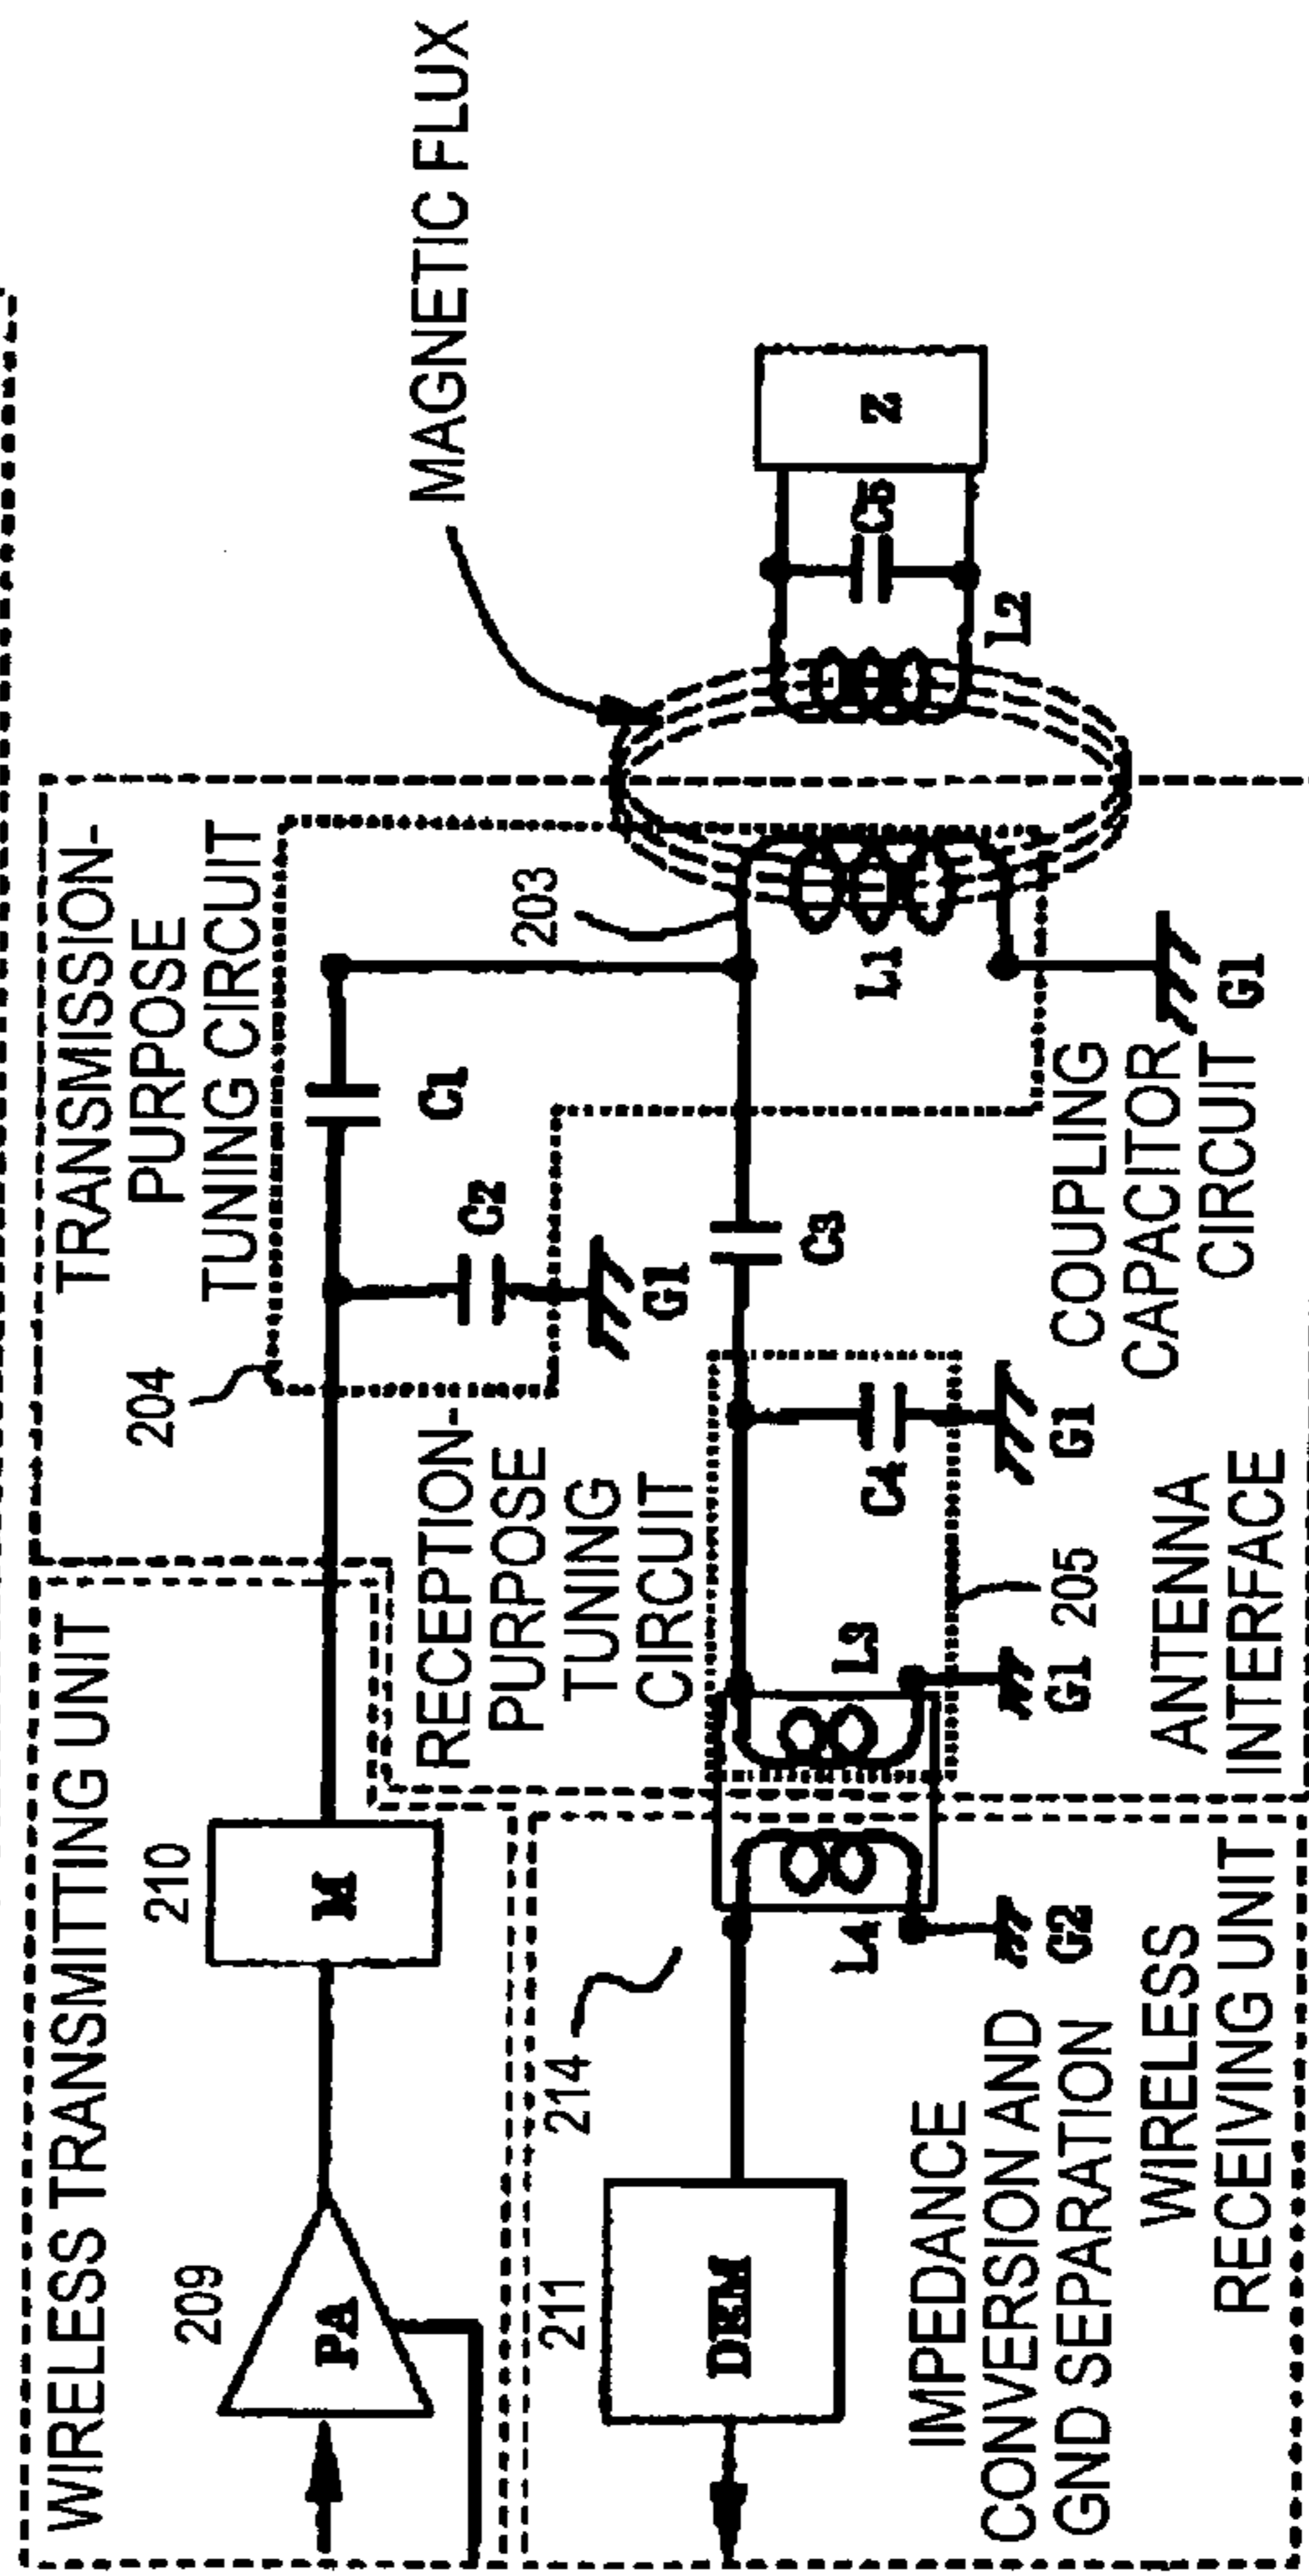 WIRELESS TRANSMITTING UNIT
209
PA
210
M
204
TRANSMISSION-
PURPOSE
TUNING CIRCUIT
C1
C2
G1
203
MAGNETIC FLUX
RECEPTION-
PURPOSE
TUNING
CIRCUIT
211
DEM
214
L4
G2
L3
G1
205
C4
G1
C3
L1
G1
L2
C5
Z
COUPLING
CAPACITOR
CIRCUIT
ANTENNA
INTERFACE
IMPEDANCE
CONVERSION AND
GND SEPARATION
WIRELESS
RECEIVING UNIT